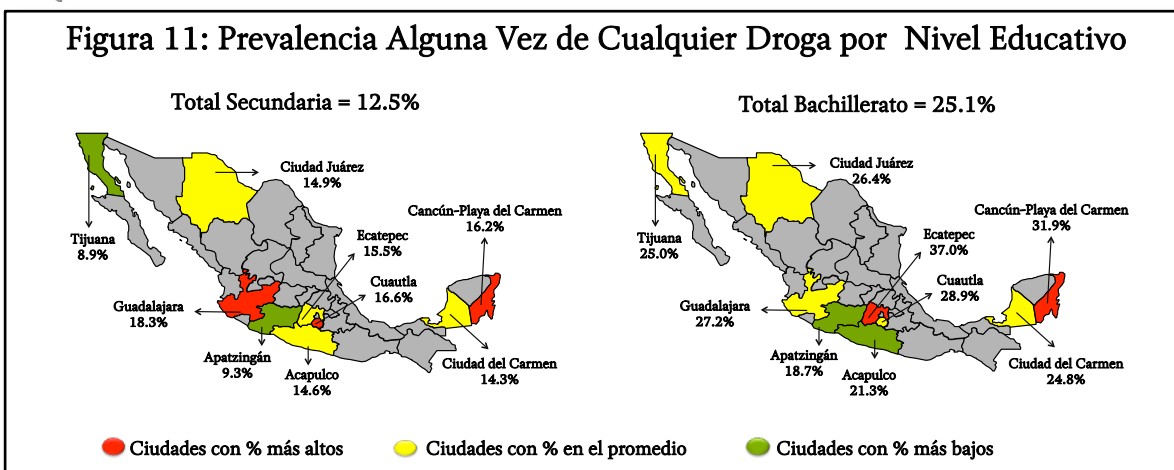 Figura 11: Prevalencia Alguna Vez de Cualquier Droga por Nivel Educativo
Total Secundaria = 12.5%
Ciudad Juárez
14.9%
Cancún-Playa del Carmen
16.2%
Tijuana
8.9%
Ecatepec
15.5%
Cuautla
16.6%
Guadalajara
18.3%
Apatzingán
9.3%
Acapulco
14.6%
Ciudad del Carmen
14.3%
Total Bachillerato = 25.1%
Ciudad Juárez
26.4%
Cancún-Playa del Carmen
31.9%
Tijuana
25.0%
Ecatepec
37.0%
Cuautla
28.9%
Guadalajara
27.2%
Apatzingán
18.7%
Acapulco
21.3%
Ciudad del Carmen
24.8%
Ciudades con % más altos
Ciudades con % en el promedio
Ciudades con % más bajos